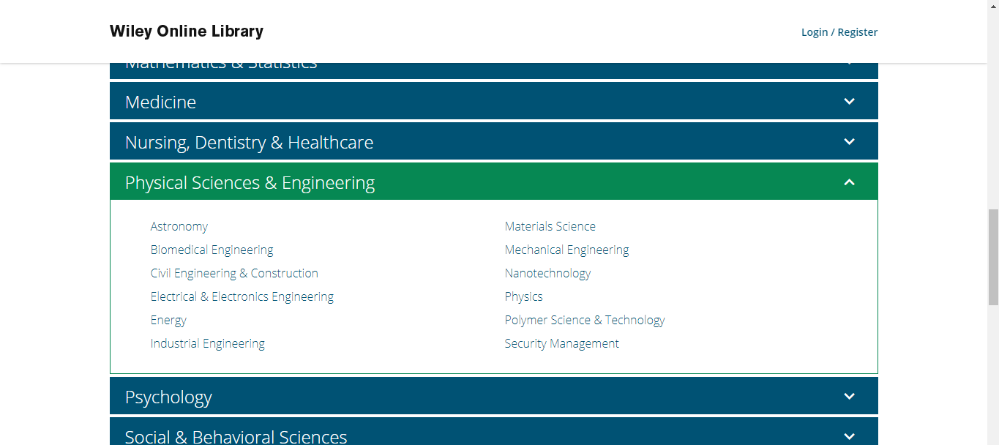 Wiley Online Library
Login / Register
Mathematics & Statistics
Medicine
Nursing, Dentistry & Healthcare
Physical Sciences & Engineering
Astronomy
Biomedical Engineering
Civil Engineering & Construction
Electrical & Electronics Engineering
Energy
Industrial Engineering
Materials Science
Mechanical Engineering
Nanotechnology
Physics
Polymer Science & Technology
Security Management
Psychology
Social & Behavioral Sciences